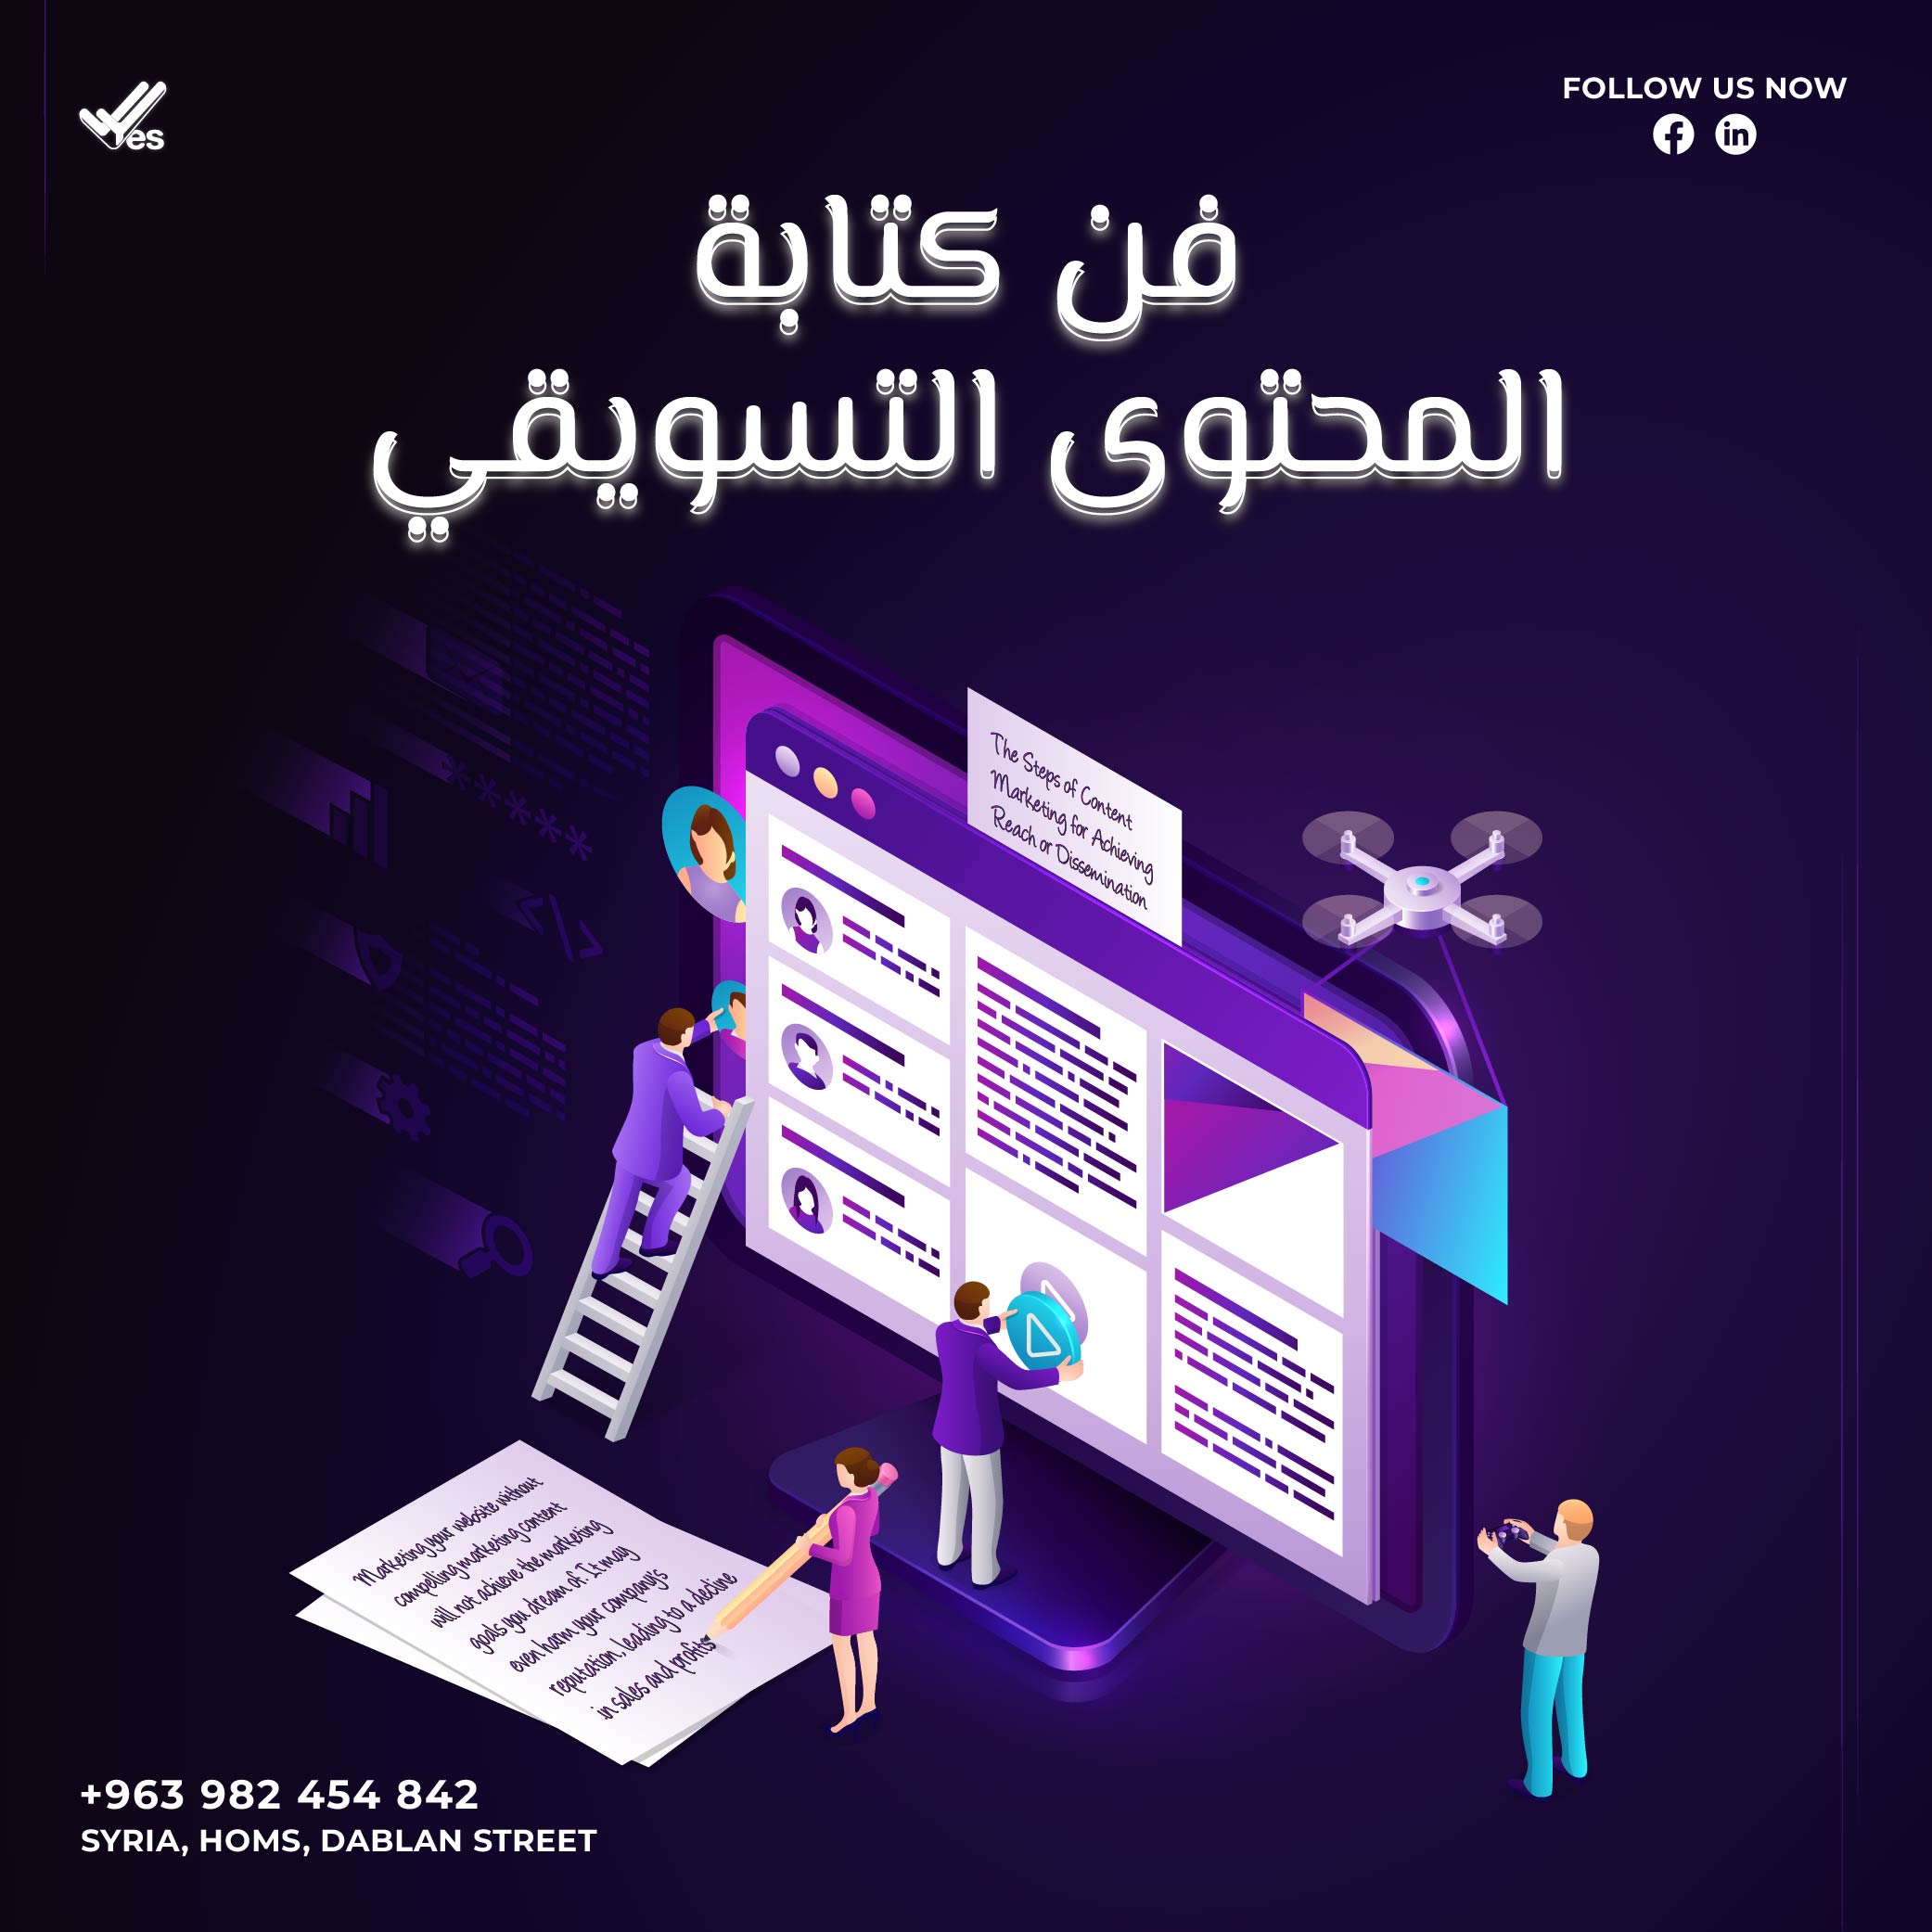 Yes
FOLLOW US NOW
فن كتابة
المحتوى التسويقي
The Steps of Content
Marketing for Achieving
Reach or Dissemination
Marketing your website without
compelling marketing content
will not achieve the marketing
goals you dream of. It may
even harm your company's
reputation, leading to a decline
in sales and profits
+963 982 454 842
SYRIA, HOMS, DABLAN STREET